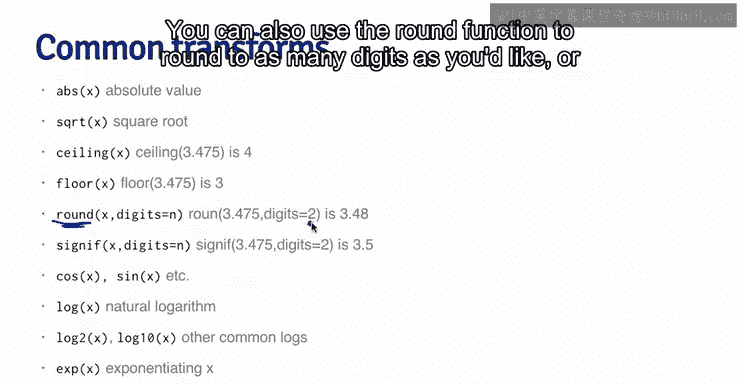 You can also use the round function to
round to as many digits as you'd like, or
Common transforms
• abs(x) absolute value
• sqrt(x) square root
• ceiling(x) ceiling(3.475) is 4
• floor(x) floor(3.475) is 3
• round(x,digits=n) roun(3.475,digits=2) is 3.48
• signif(x,digits=n) signif(3.475,digits=2) is 3.5
• cos(x), sin(x) etc.
• log(x) natural logarithm
• log2(x), log10(x) other common logs
• exp(x) exponentiating x